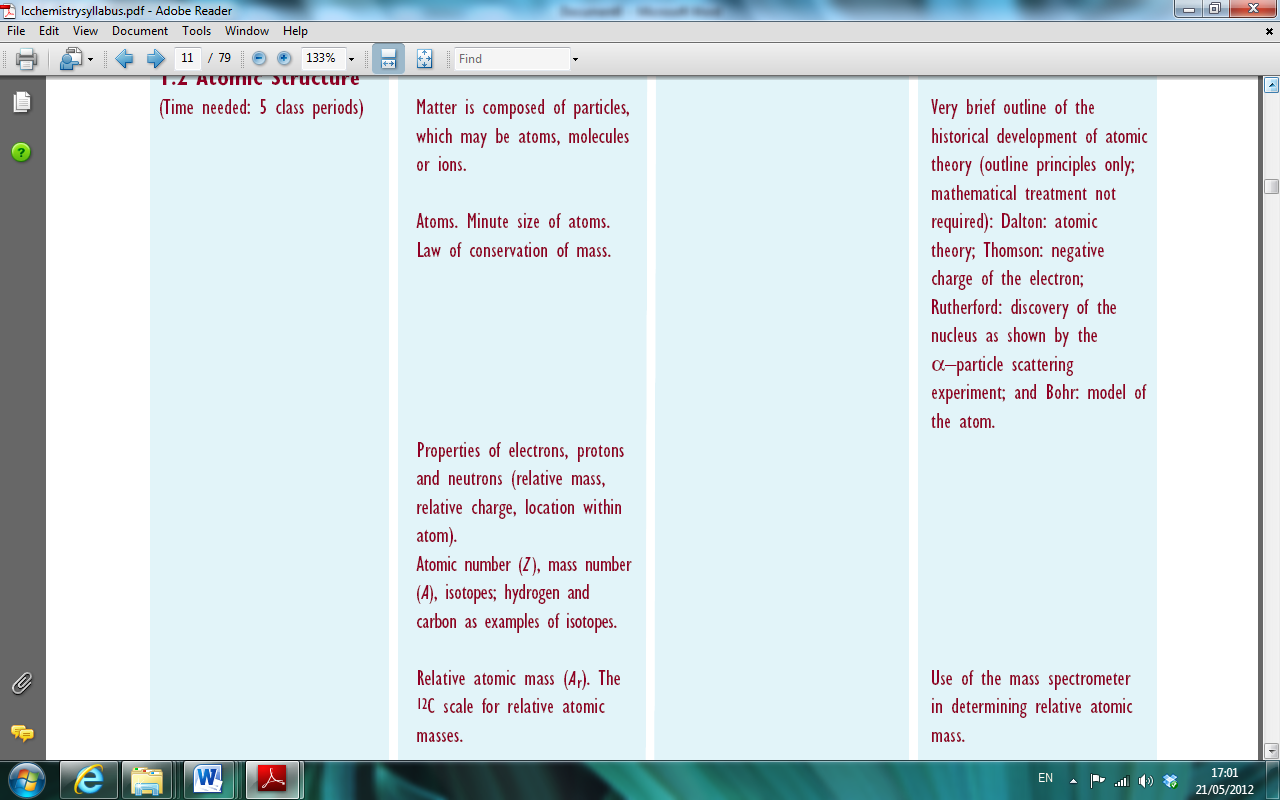 lcchemistrysyllabus.pdf - Adobe Reader
File Edit View Document Tools Window Help
11 / 79 133% Find
1.2 Atomic Structure
(Time needed: 5 class periods)
Matter is composed of particles,
which may be atoms, molecules
or ions.
Atoms. Minute size of atoms.
Law of conservation of mass.
Properties of electrons, protons
and neutrons (relative mass,
relative charge, location within
atom).
Atomic number (Z), mass number
(A), isotopes; hydrogen and
carbon as examples of isotopes.
Relative atomic mass (Ar). The
12C scale for relative atomic
masses.
Very brief outline of the
historical development of atomic
theory (outline principles only;
mathematical treatment not
required): Dalton: atomic
theory; Thomson: negative
charge of the electron;
Rutherford: discovery of the
nucleus as shown by the
α–particle scattering
experiment; and Bohr: model of
the atom.
Use of the mass spectrometer
in determining relative atomic
mass.
EN
17:01
21/05/2012